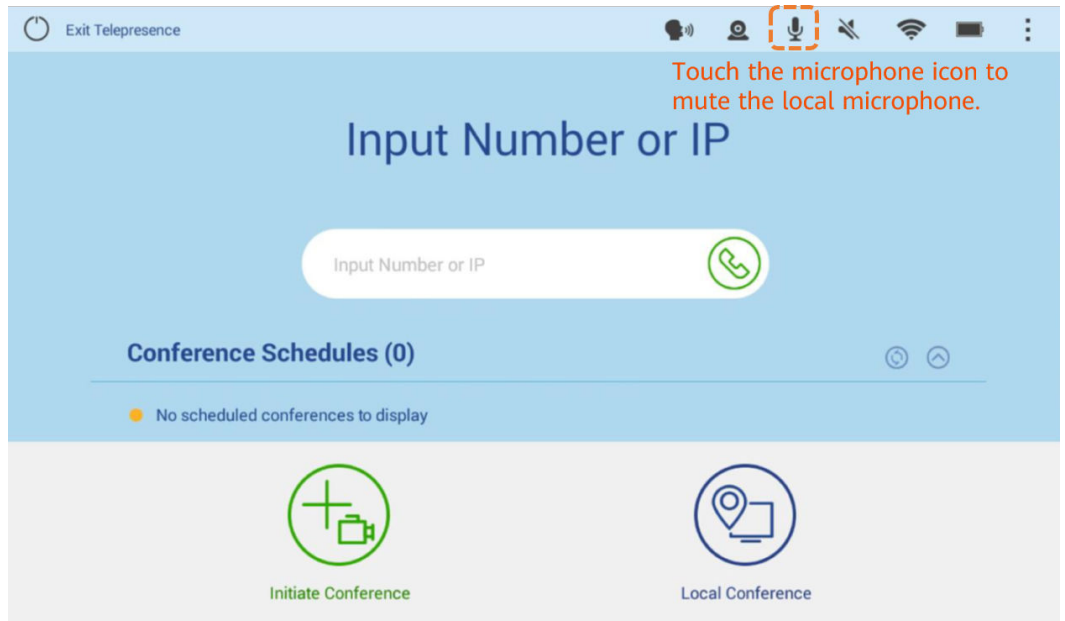 Exit Telepresence
Touch the microphone icon to
mute the local microphone.
Input Number or IP
Input Number or IP
Conference Schedules (0)
No scheduled conferences to display
Initiate Conference
Local Conference